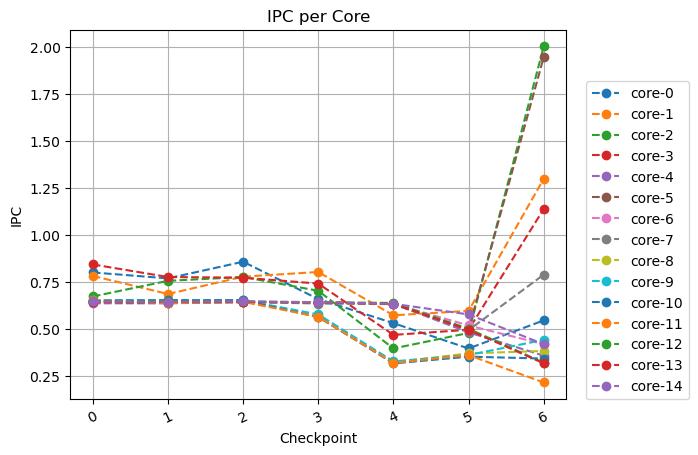 IPC per Core
2.00
1.75
1.50
1.25
1.00
0.75
0.50
0.25
IPC
0 1 2 3 4 5 6
Checkpoint
core-0
core-1
core-2
core-3
core-4
core-5
core-6
core-7
core-8
core-9
core-10
core-11
core-12
core-13
core-14